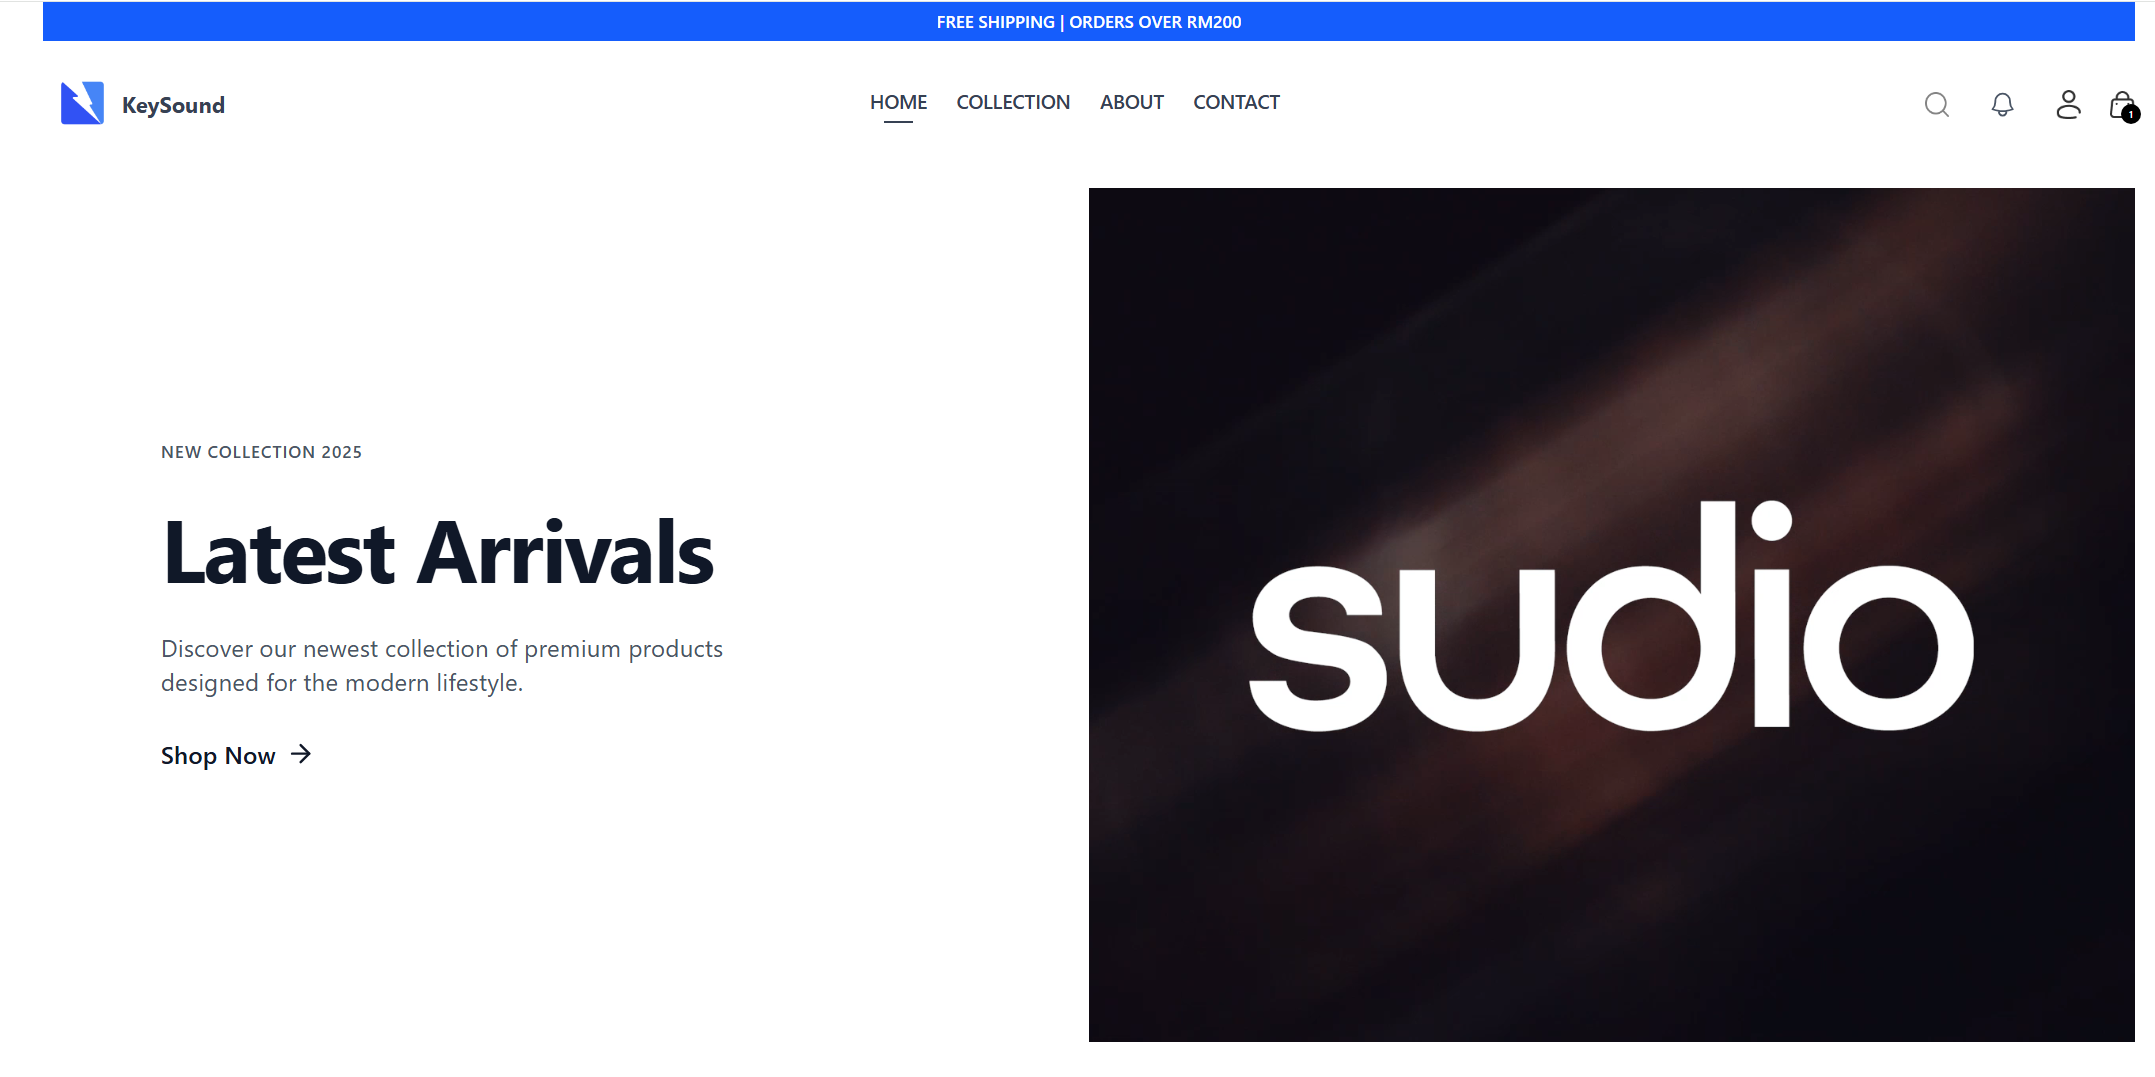 FREE SHIPPING | ORDERS OVER RM200
KeySound
HOME COLLECTION ABOUT CONTACT
1
NEW COLLECTION 2025
Latest Arrivals
Discover our newest collection of premium products
designed for the modern lifestyle.
Shop Now
sudio